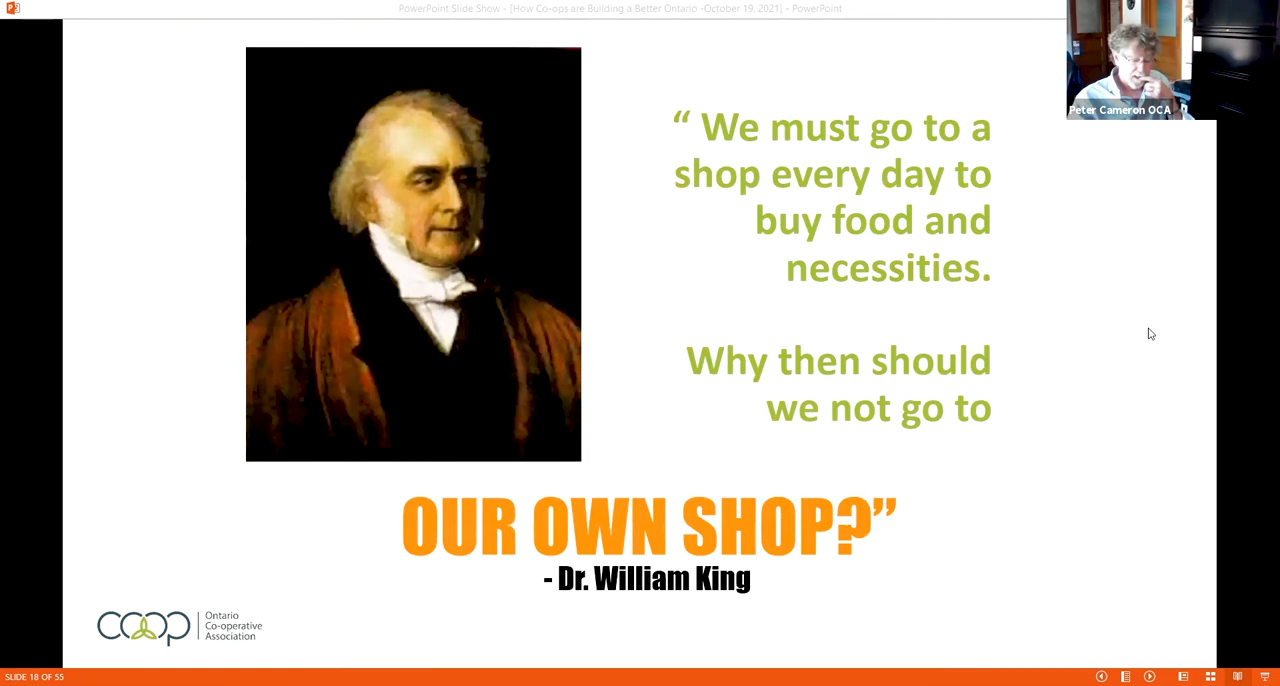 PowerPoint Slide Show - [How Co-ops are Building a Better Ontario -October 19, 2021] - PowerPoint
Peter Cameron OCA
“ We must go to a
shop every day to
buy food and
necessities.
Why then should
we not go to
OUR OWN SHOP?”
- Dr. William King
COOP
Ontario
Co-operative
Association
SLIDE 18 OF 55